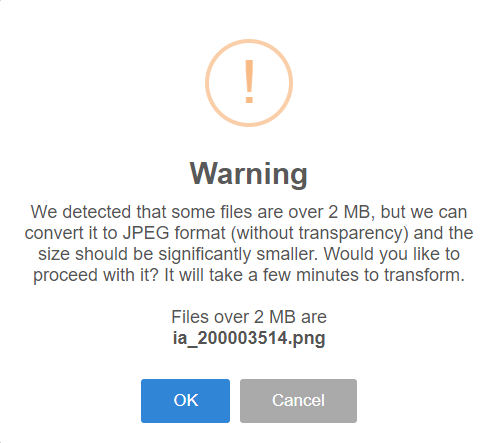 !
Warning
We detected that some files are over 2 MB, but we can
convert it to JPEG format (without transparency) and the
size should be significantly smaller. Would you like to
proceed with it? It will take a few minutes to transform.
Files over 2 MB are
ia_200003514.png
OK Cancel